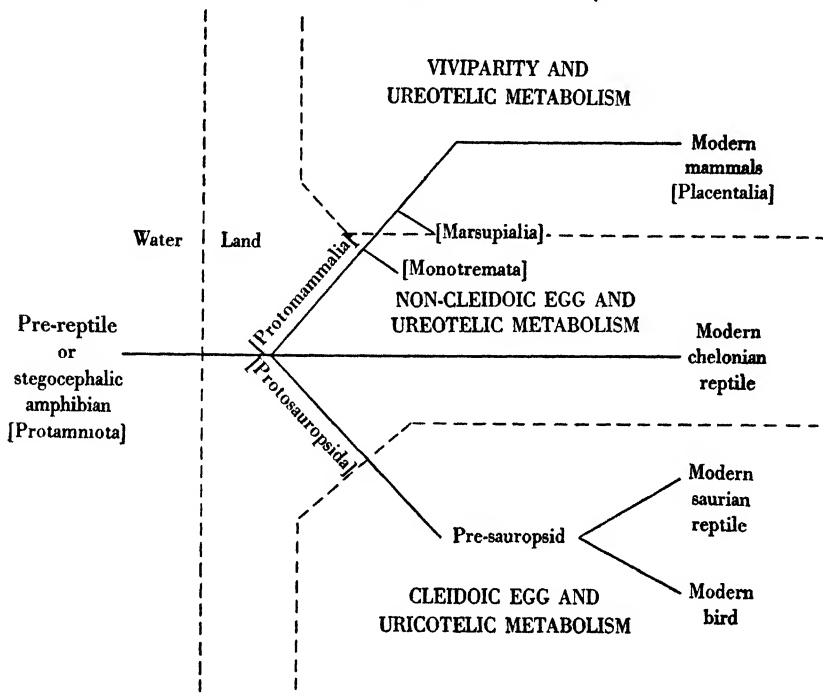 VIVIPARITY AND
UREOTELIC METABOLISM
Modern
mammals
[Placentalia]
Water
Land
[Marsupialia]
[Protomammalia]
[Monotremata]
NON-CLEIDOIC EGG AND
UREOTELIC METABOLISM
Pre-reptile
or
stegocephalic
amphibian
[Protamniota]
Modern
chelonian
reptile
[Protosauropsida]
Modern
saurian
reptile
Pre-sauropsid
CLEIDOIC EGG AND
URICOTELIC METABOLISM
Modern
bird